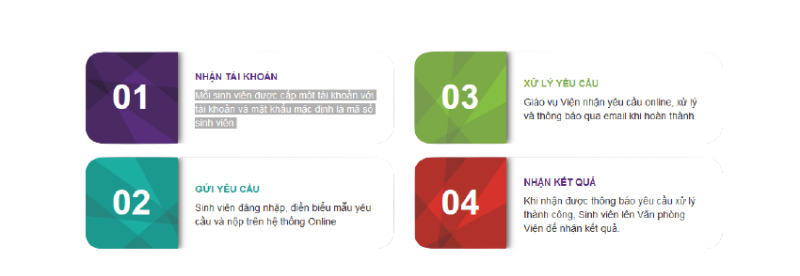 01
NHẬN TÀI KHOẢN
Mỗi sinh viên được cấp một tài khoản với
tài khoản và mật khẩu mặc định là mã số
sinh viên
02
GỬI YÊU CẦU
Sinh viên đăng nhập, điền biểu mẫu yêu
cầu và nộp trên hệ thống Online
03
XỬ LÝ YÊU CẦU
Giáo vụ Viện nhận yêu cầu online, xử lý
và thông báo qua email khi hoàn thành
04
NHẬN KẾT QUẢ
Khi nhận được thông báo yêu cầu xử lý
thành công, Sinh viên lên Văn phòng
Viện để nhận kết quả.